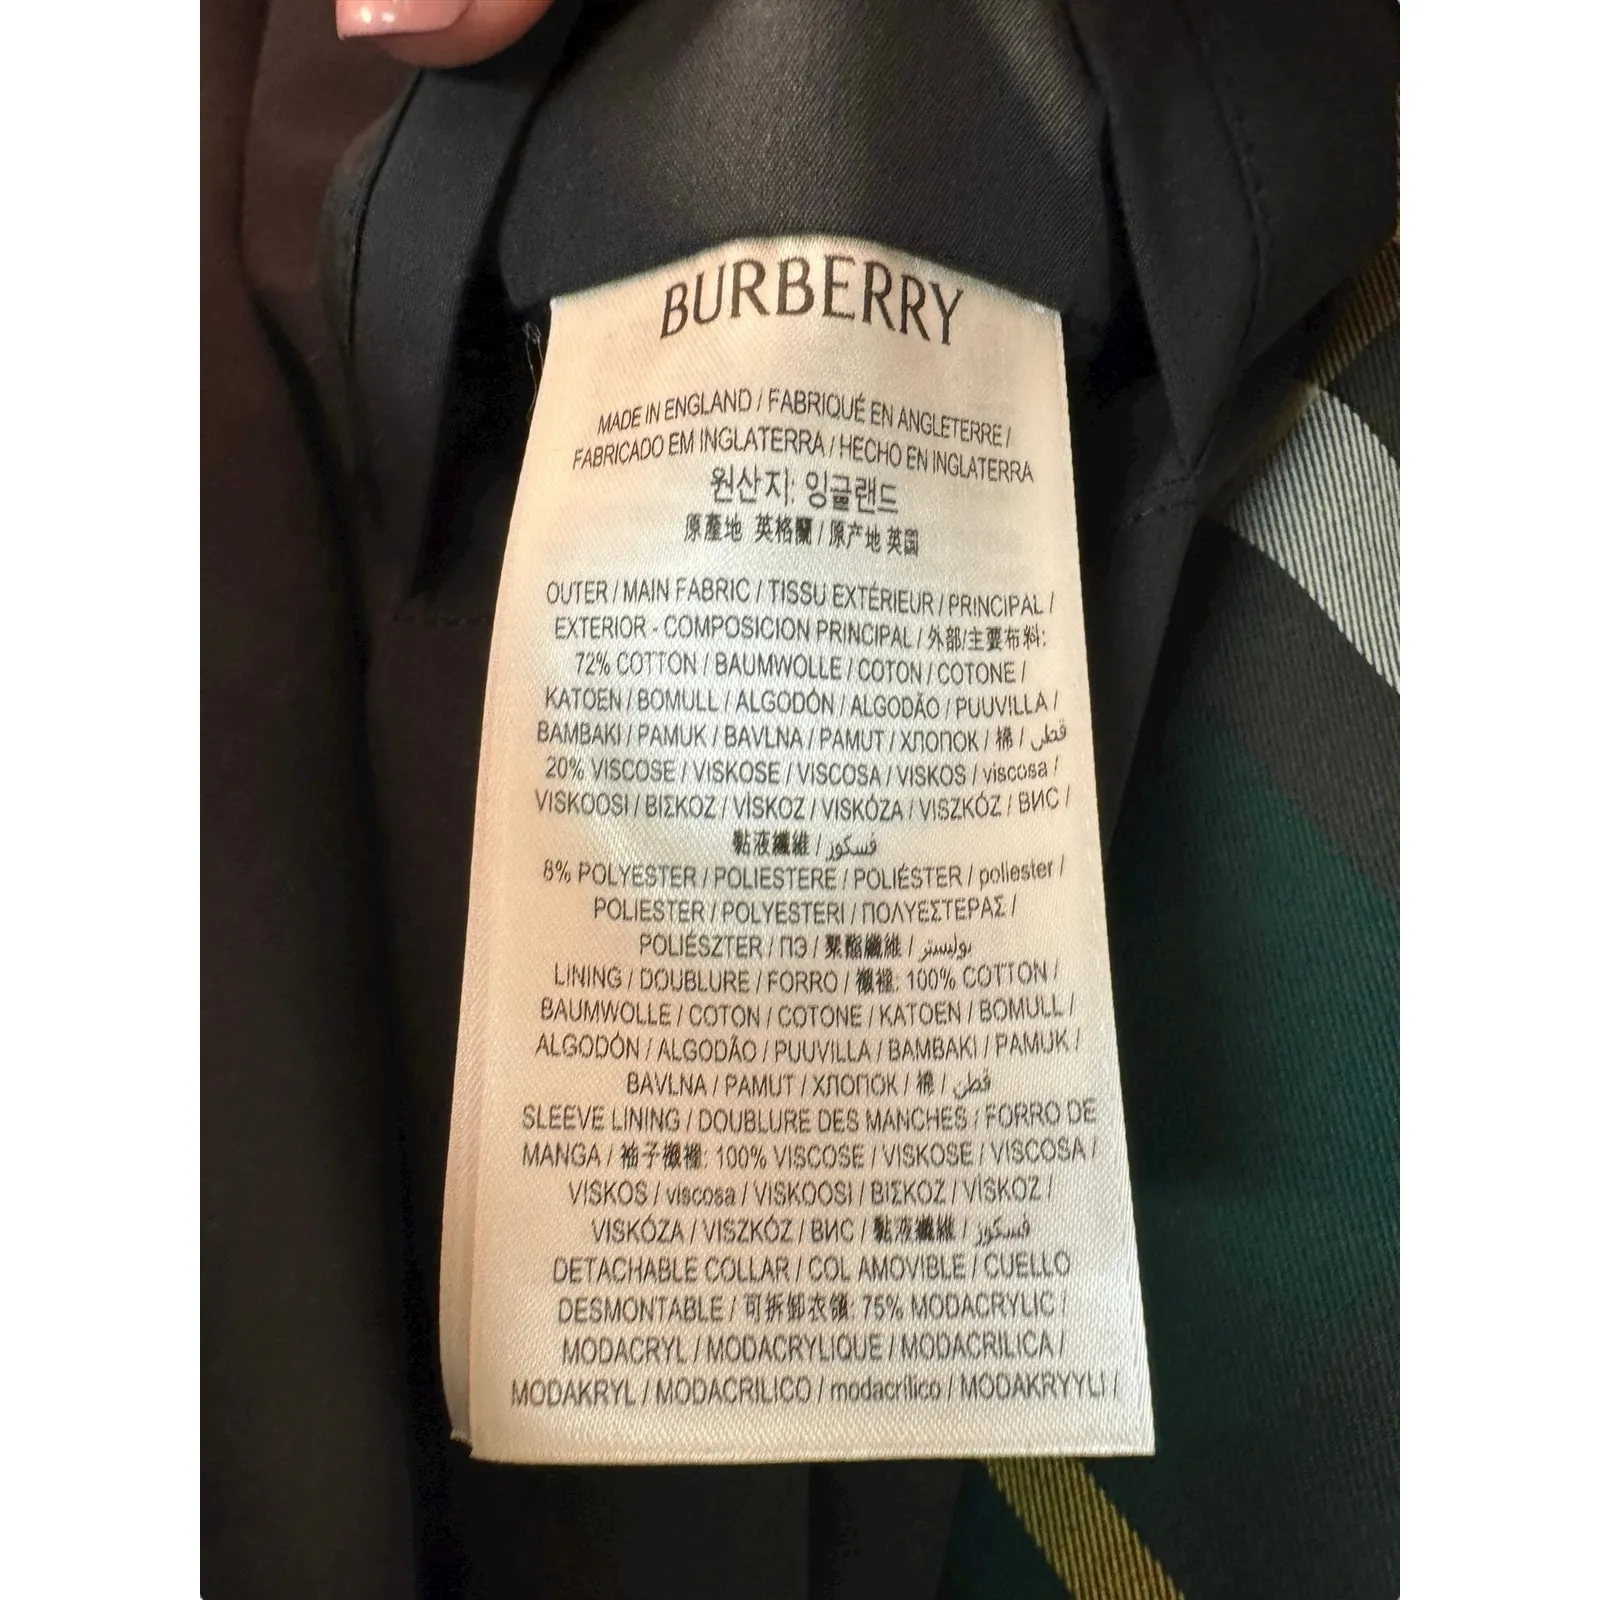 BURBERRY
MADE IN ENGLAND / FABRIQUÉ EN ANGLETERRE /
FABRICADO EM INGLATERRA / HECHO EN INGLATERRA
원산지: 잉글랜드
原產地 英格蘭 / 原产地 英国
OUTER / MAIN FABRIC / TISSU EXTÉRIEUR / PRINCIPAL /
EXTERIOR - COMPOSICION PRINCIPAL / 外部/主要布料:
72% COTTON / BAUMWOLLE / COTON / COTONE /
KATOEN / BOMULL / ALGODÓN / ALGODÃO / PUUVILLA /
BAMBAKI / PAMUK / BAVLNA / PAMUT / ХЛОПОК / 棉 / قطن
20% VISCOSE / VISKOSE / VISCOSA / VISKOS / viscosa /
VISKOOSI / ΒΙΣΚΟΖ / VİSKOZ / VISKÓZA / VISZKÓZ / ВИС /
黏液纖維 / فسكوز
8% POLYESTER / POLIESTERE / POLIÉSTER / poliester /
POLIESTER / POLYESTERI / ΠΟΛΥΕΣΤΕΡΑΣ /
POLIÉSZTER / ПЭ / 聚酯纖維 / بوليستر
LINING / DOUBLURE / FORRO / 襯裡: 100% COTTON /
BAUMWOLLE / COTON / COTONE / KATOEN / BOMULL /
ALGODÓN / ALGODÃO / PUUVILLA / BAMBAKI / PAMUK /
BAVLNA / PAMUT / ХЛОПОК / 棉 / قطن
SLEEVE LINING / DOUBLURE DES MANCHES / FORRO DE
MANGA / 袖子襯裡: 100% VISCOSE / VISKOSE / VISCOSA /
VISKOS / viscosa / VISKOOSI / ΒΙΣΚΟΖ / VİSKOZ /
VISKÓZA / VISZKÓZ / ВИС / 黏液纖維 / فسكوز
DETACHABLE COLLAR / COL AMOVIBLE / CUELLO
DESMONTABLE / 可拆卸衣領: 75% MODACRYLIC /
MODACRYL / MODACRYLIQUE / MODACRILICA /
MODAKRYL / MODACRÍLICO / modacrílico / MODAKRYYLI /